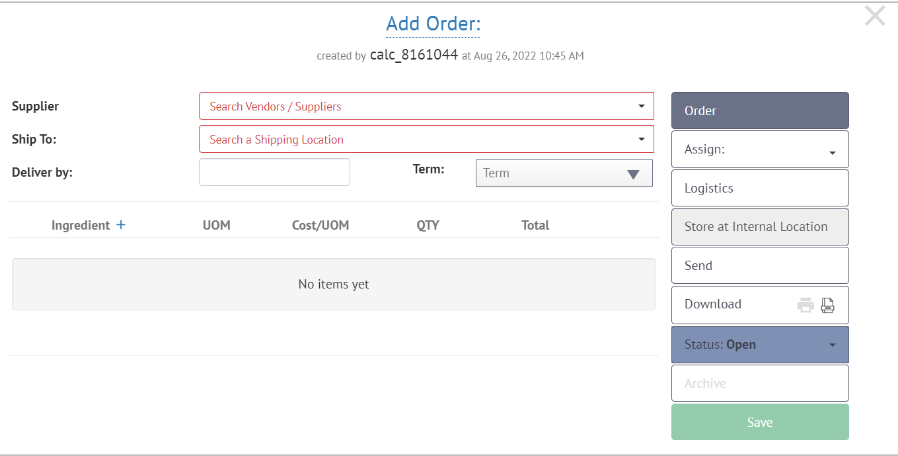 Add Order:
created by calc_8161044 at Aug 26, 2022 10:45 AM
Supplier
Search Vendors / Suppliers
Ship To:
Search a Shipping Location
Deliver by:
Term:
Term
Ingredient +
UOM
Cost/UOM
QTY
Total
No items yet
Order
Assign:
Logistics
Store at Internal Location
Send
Download
Status: Open
Archive
Save